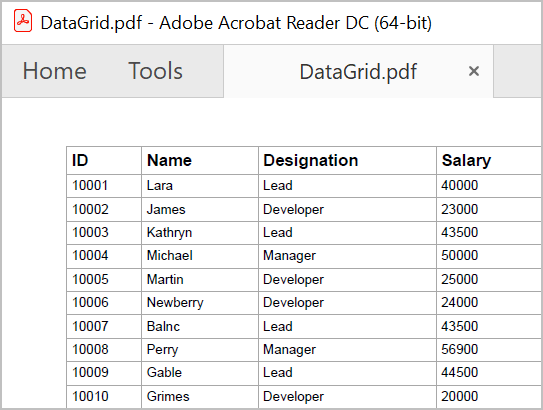 DataGrid.pdf - Adobe Acrobat Reader DC (64-bit)
Home Tools DataGrid.pdf ×
ID Name Designation Salary
10001 Lara Lead 40000
10002 James Developer 23000
10003 Kathryn Lead 43500
10004 Michael Manager 50000
10005 Martin Developer 25000
10006 Newberry Developer 24000
10007 Balnc Lead 43500
10008 Perry Manager 56900
10009 Gable Lead 44500
10010 Grimes Developer 20000